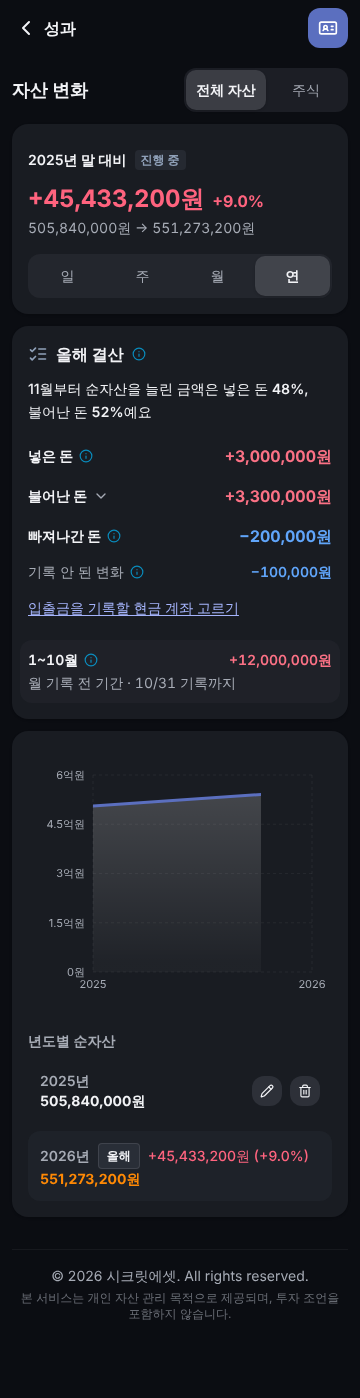 성과
자산 변화
전체 자산
주식
2025년 말 대비 진행 중
+45,433,200원 +9.0%
505,840,000원 → 551,273,200원
일 주 월 연
올해 결산
11월부터 순자산을 늘린 금액은 넣은 돈 48%,
불어난 돈 52%예요
넣은 돈 +3,000,000원
불어난 돈 +3,300,000원
빠져나간 돈 −200,000원
기록 안 된 변화 −100,000원
입출금을 기록할 현금 계좌 고르기
1~10월 +12,000,000원
월 기록 전 기간 · 10/31 기록까지
6억원
4.5억원
3억원
1.5억원
0원
2025 2026
년도별 순자산
2025년
505,840,000원
2026년 올해 +45,433,200원 (+9.0%)
551,273,200원
© 2026 시크릿에셋. All rights reserved.
본 서비스는 개인 자산 관리 목적으로 제공되며, 투자 조언을
포함하지 않습니다.